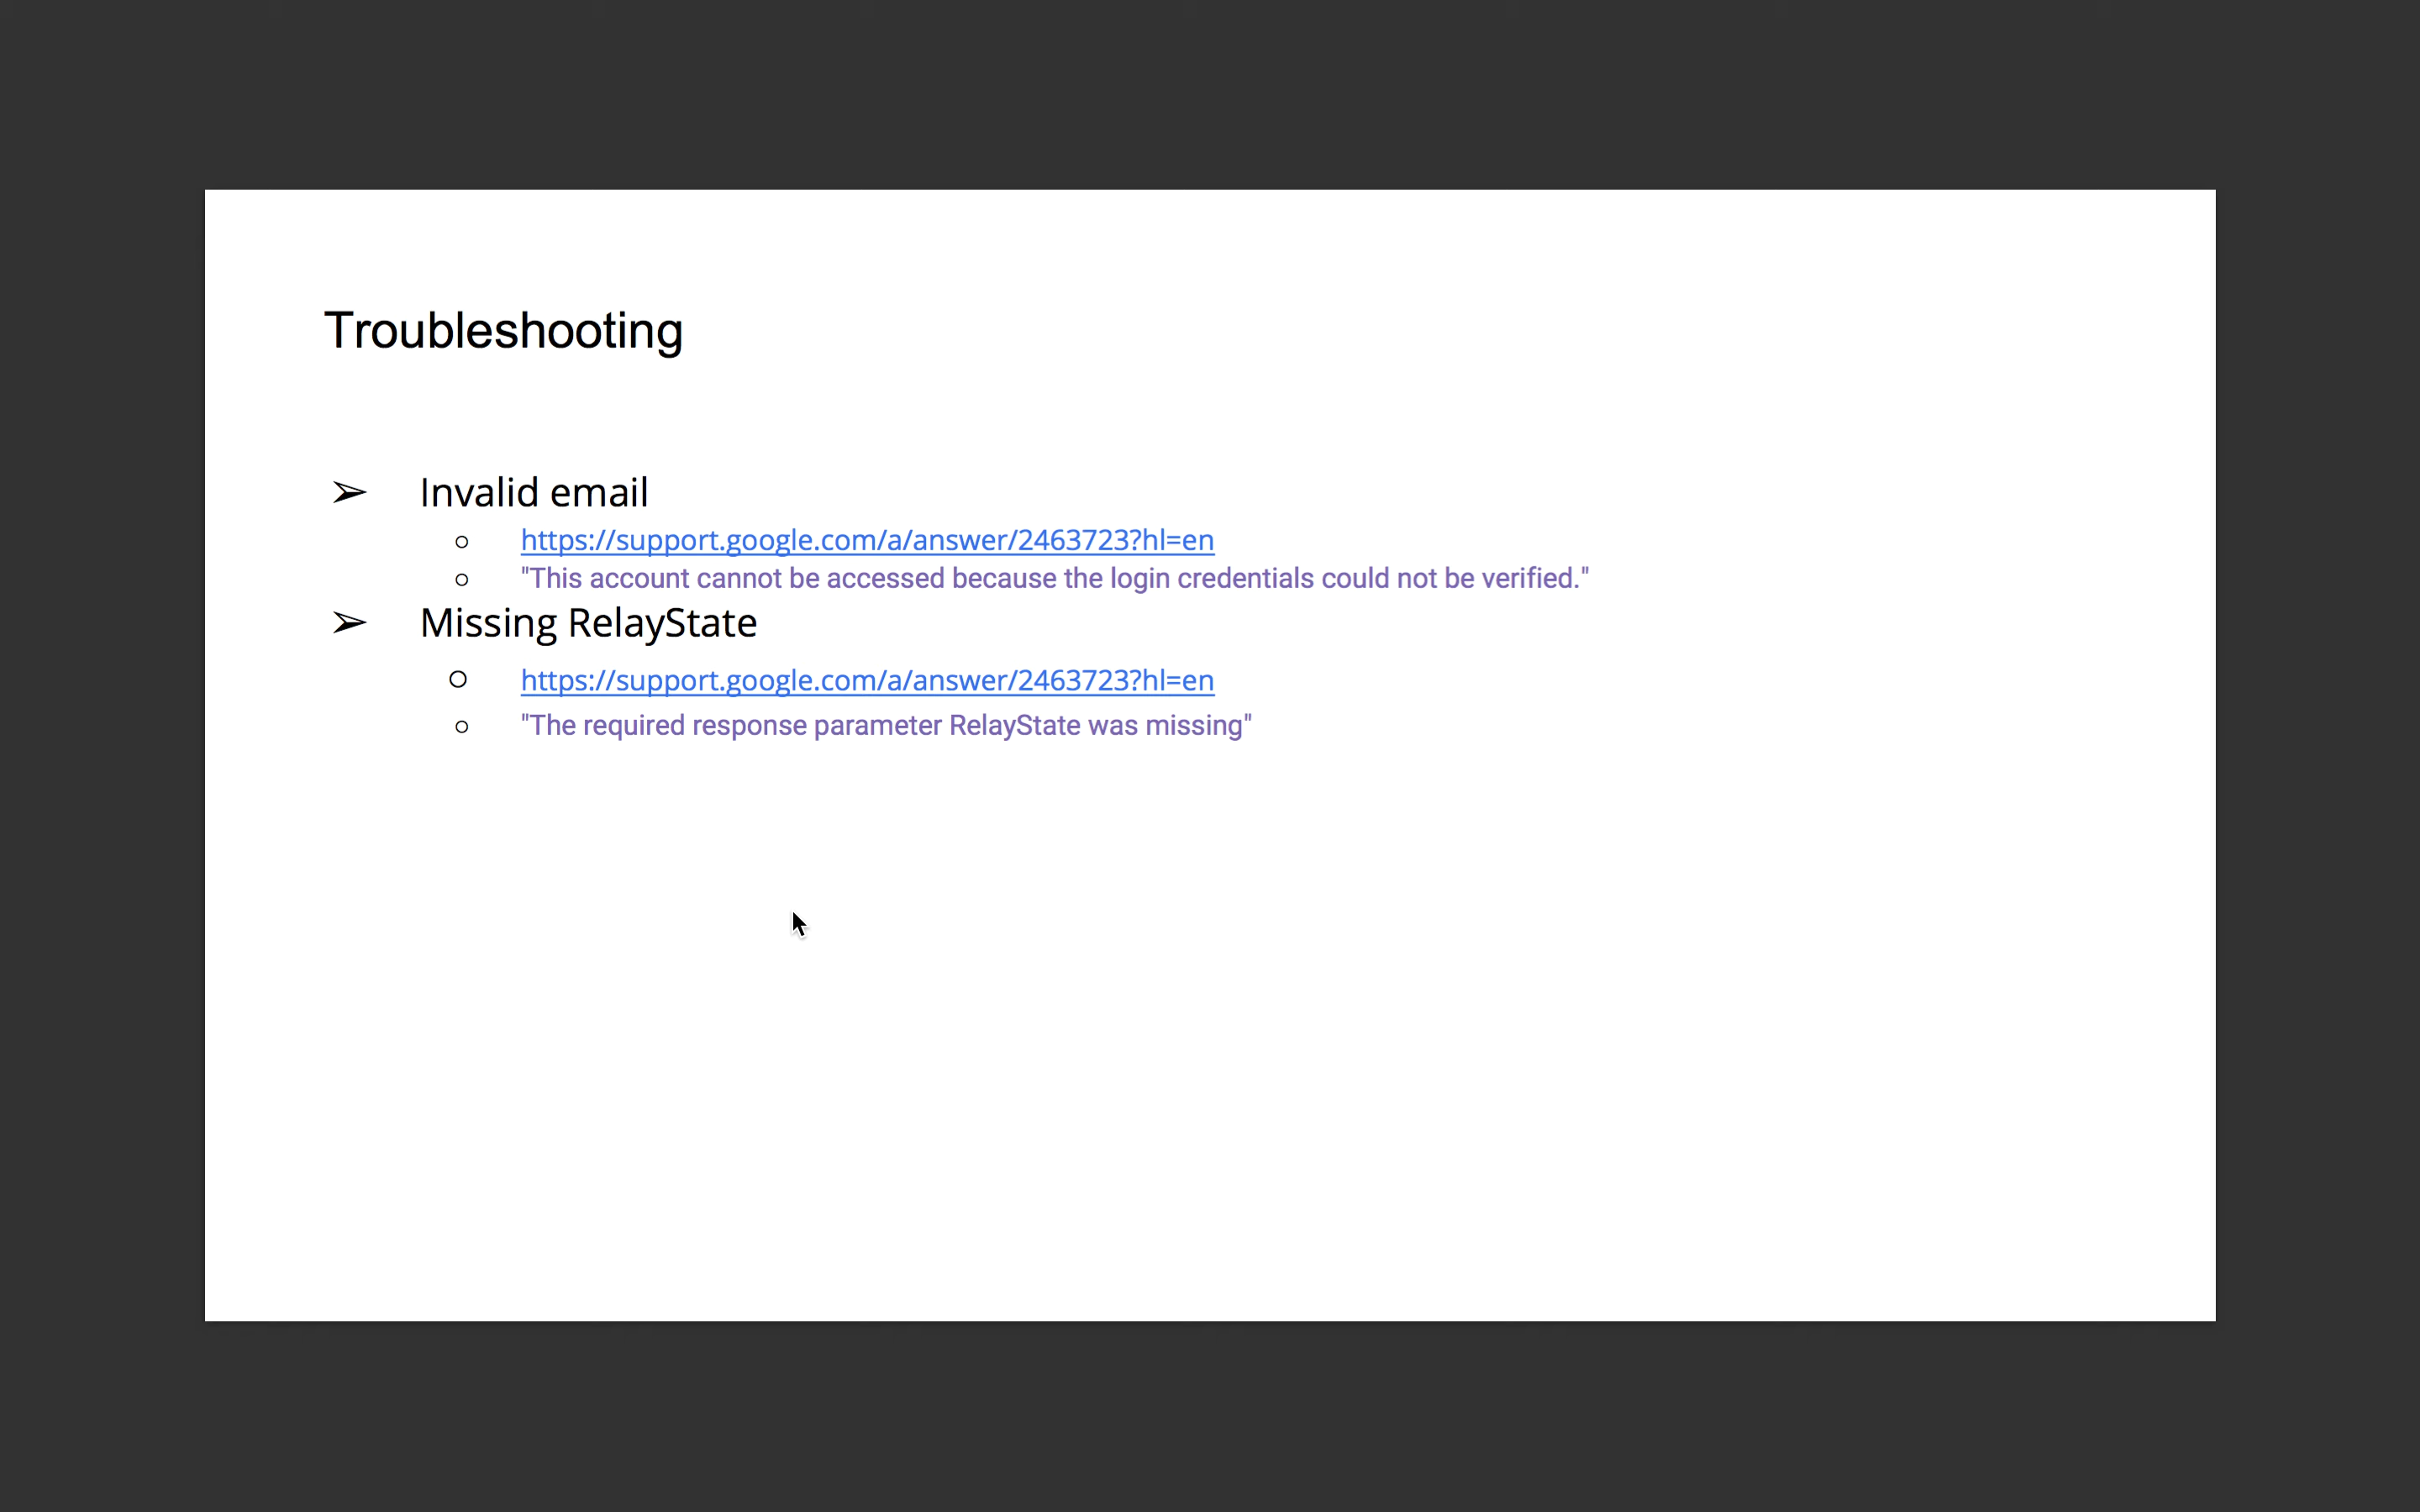 Troubleshooting
➢ Invalid email
○ https://support.google.com/a/answer/2463723?hl=en
○ "This account cannot be accessed because the login credentials could not be verified."
➢ Missing RelayState
○ https://support.google.com/a/answer/2463723?hl=en
○ "The required response parameter RelayState was missing"